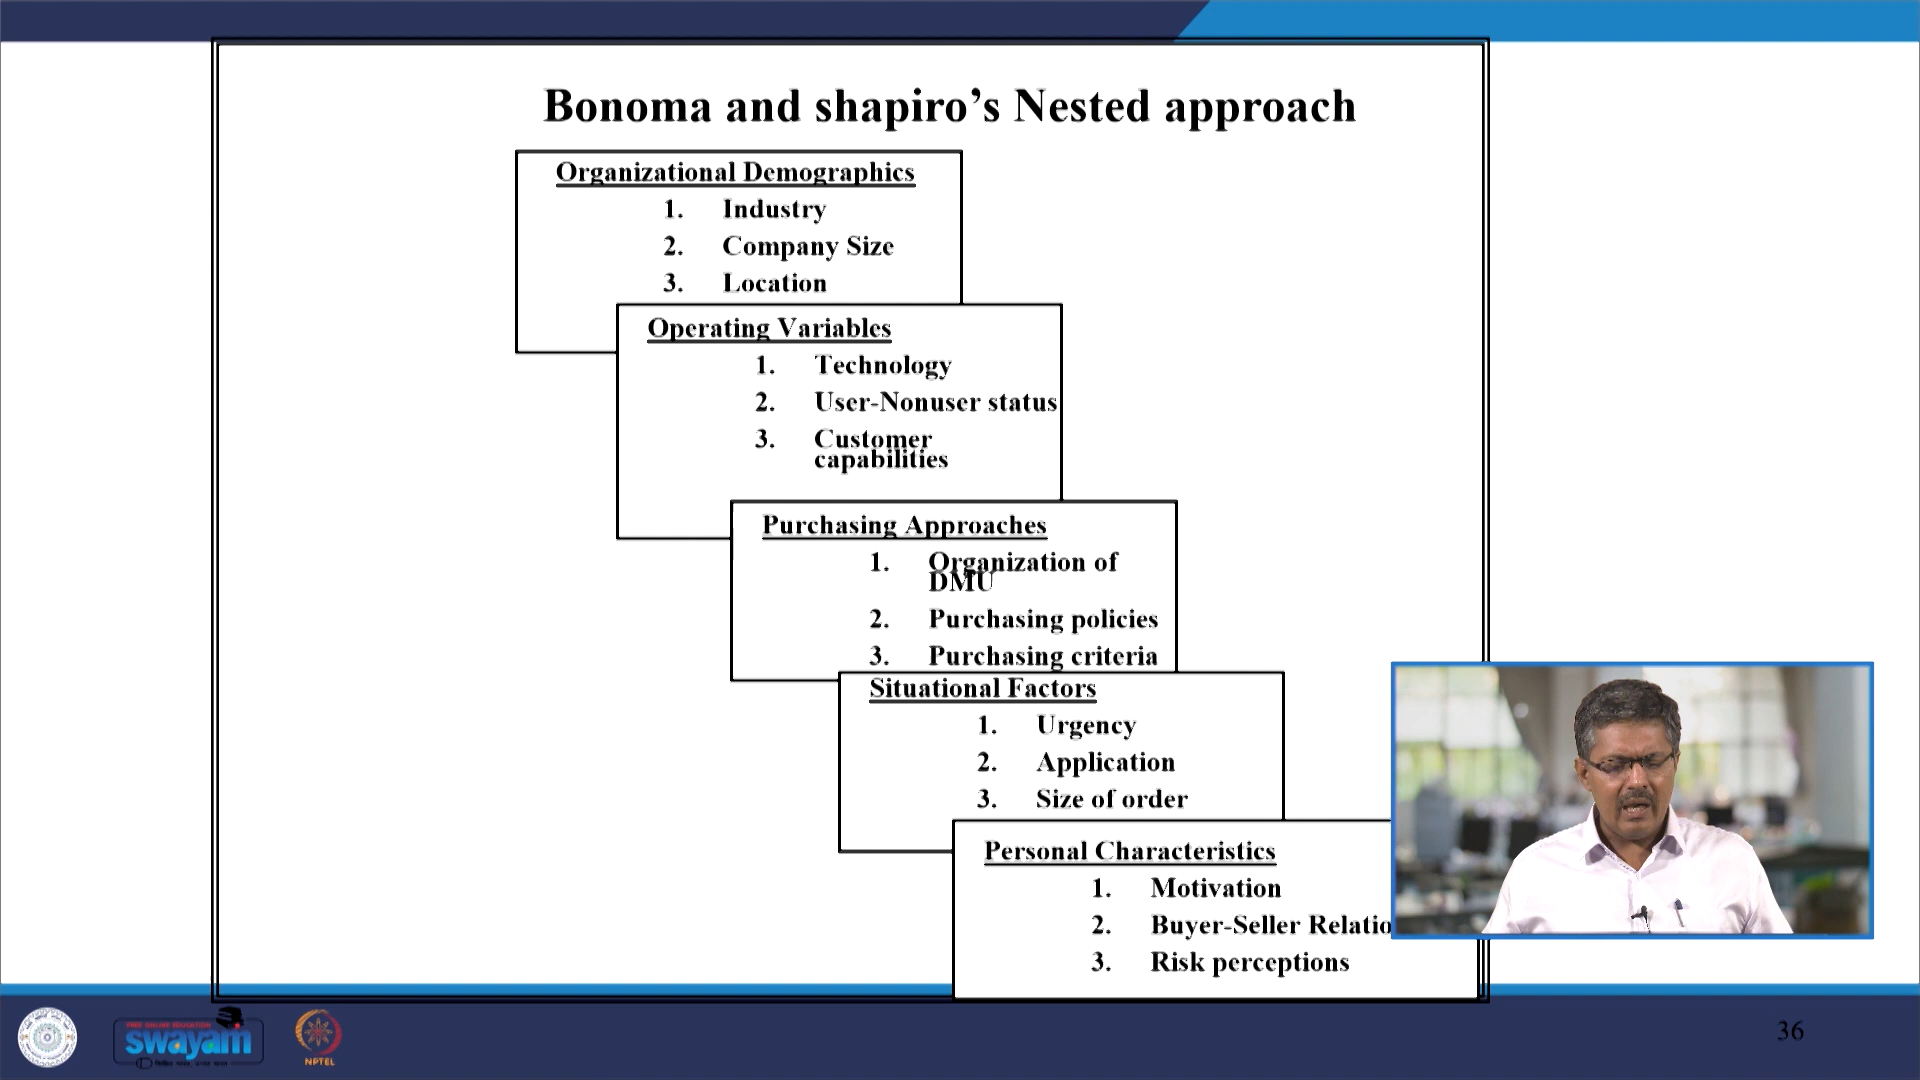 Bonoma and shapiro's Nested approach
Organizational Demographics
1. Industry
2. Company Size
3. Location
Operating Variables
1. Technology
2. User-Nonuser status
3. Customer
capabilities
Purchasing Approaches
1. Organization of
DMU
2. Purchasing policies
3. Purchasing criteria
Situational Factors
1. Urgency
2. Application
3. Size of order
Personal Characteristics
1. Motivation
2. Buyer-Seller Relatio
3. Risk perceptions
FREE ONLINE EDUCATION
swayam
NPTEL
36